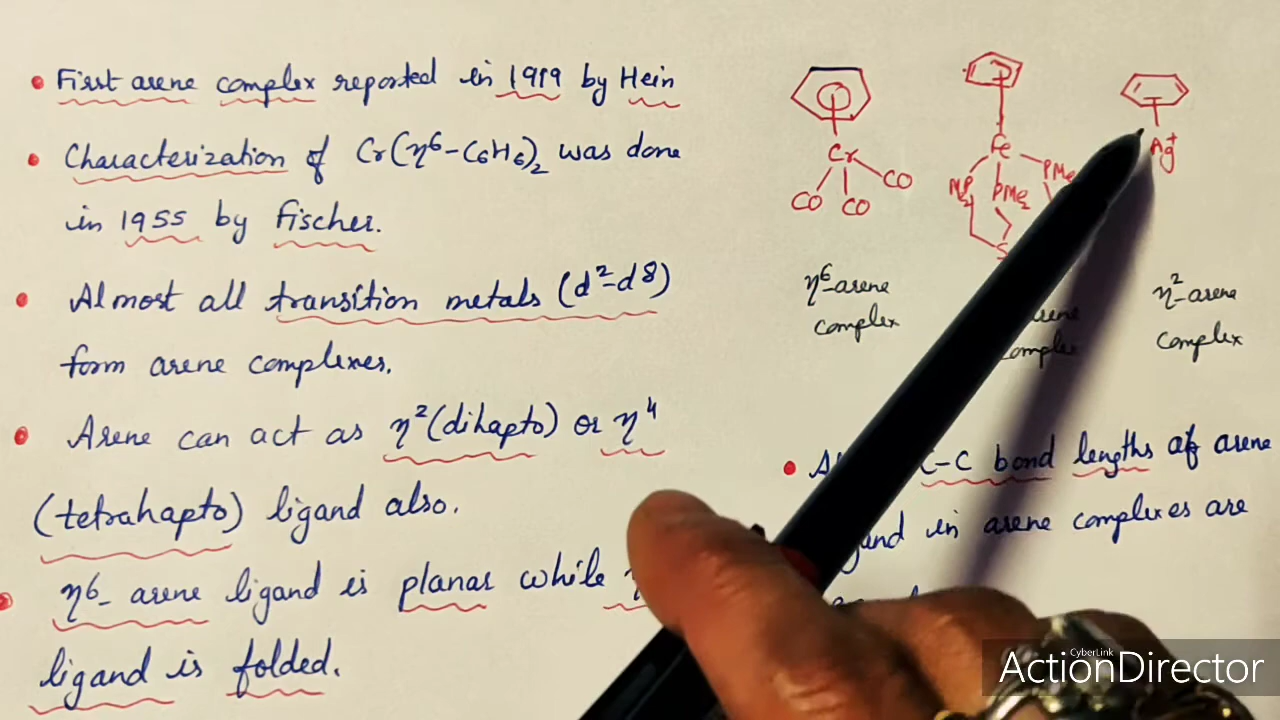 First arene complex reported in 1919 by Hein
Characterization of Cr(η6-C6H6)2 was done
in 1955 by Fischer.
Almost all transition metals (d2-d8)
form arene complexes.
Arene can act as η2(dihapto) or η4
(tetrahapto) ligand also.
η6- arene ligand is planar while
ligand is folded.
Cr
CO CO CO
η6-arene
complex
Fe
PMe2
S
complex
Ag+
η2-arene
complex
C-C bond lengths of arene
in arene complexes are
CyberLink
ActionDirector